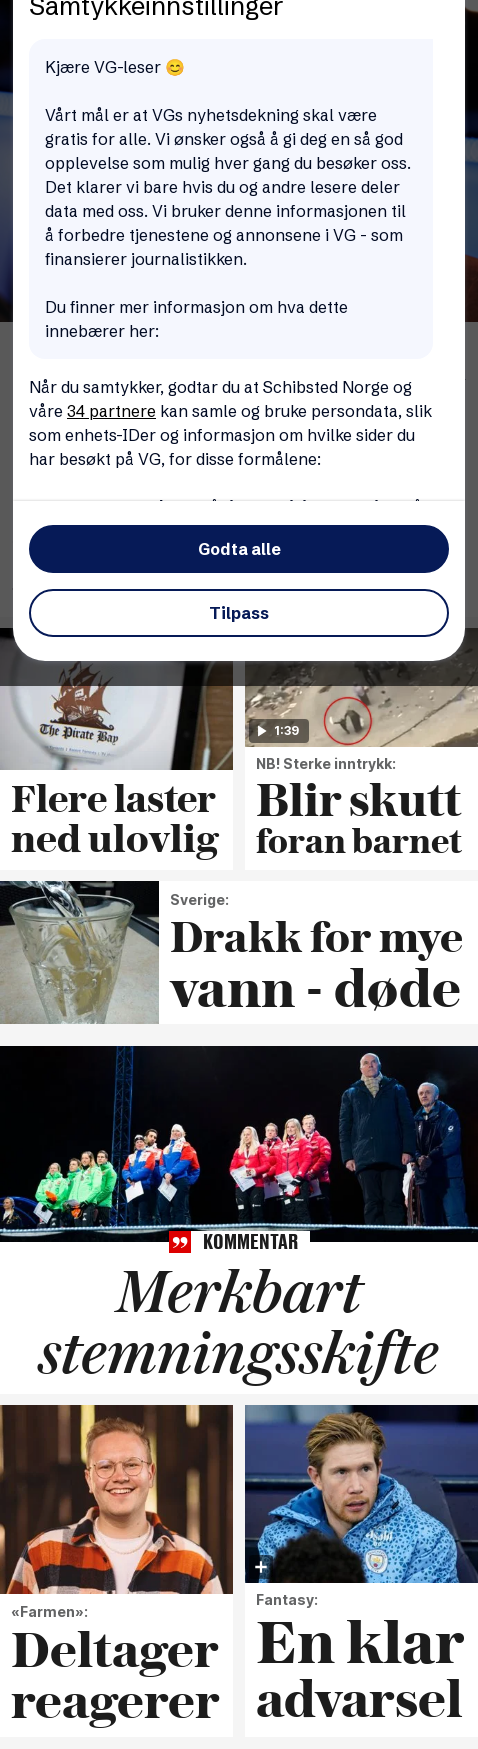 Samtykkeinnstillinger
Kjære VG-leser 😊
Vårt mål er at VGs nyhetsdekning skal være
gratis for alle. Vi ønsker også å gi deg en så god
opplevelse som mulig hver gang du besøker oss.
Det klarer vi bare hvis du og andre lesere deler
data med oss. Vi bruker denne informasjonen til
å forbedre tjenestene og annonsene i VG - som
finansierer journalistikken.
Du finner mer informasjon om hva dette
innebærer her:
Når du samtykker, godtar du at Schibsted Norge og
våre 34 partnere kan samle og bruke persondata, slik
som enhets-IDer og informasjon om hvilke sider du
har besøkt på VG, for disse formålene:
Godta alle
Tilpass
The Pirate Bay
1:39
Flere laster
ned ulovlig
NB! Sterke inntrykk:
Blir skutt
foran barnet
Sverige:
Drakk for mye
vann - døde
KOMMENTAR
Merkbart
stemningsskifte
«Farmen»:
Deltager
reagerer
Fantasy:
En klar
advarsel